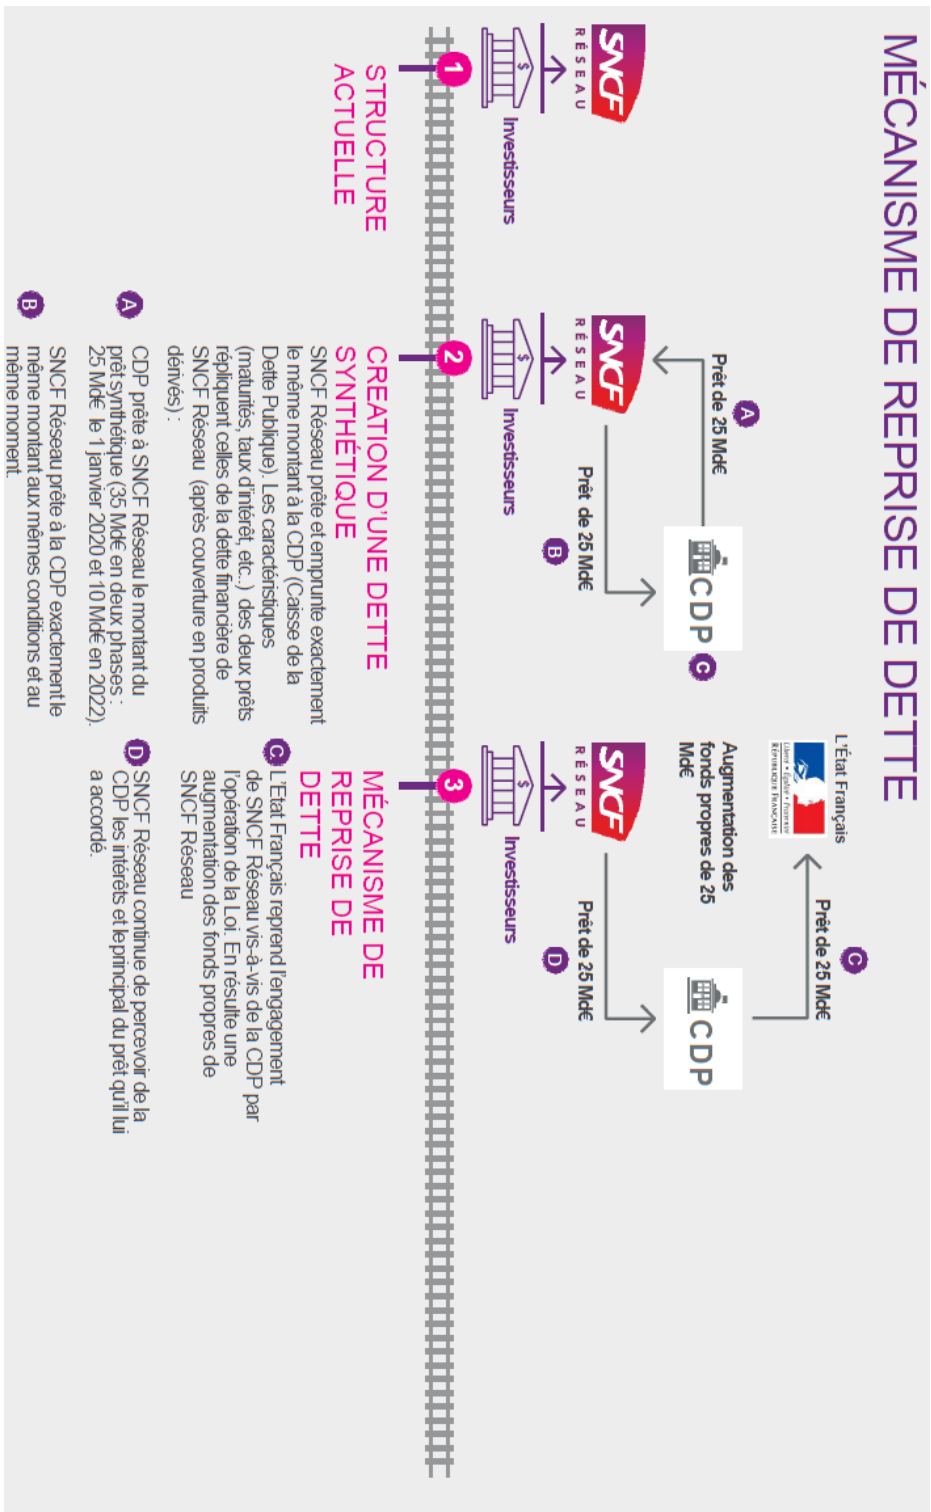 MÉCANISME DE REPRISE DE DETTE
SNCF
RÉSEAU
$
Investisseurs
1
STRUCTURE
ACTUELLE
A
Prêt de 25 Md€
CDP
C
SNCF
RÉSEAU
Prêt de 25 Md€
B
$
Investisseurs
2
CREATION D'UNE DETTE
SYNTHÉTIQUE
SNCF Réseau prête et emprunte exactement
le même montant à la CDP (Caisse de la
Dette Publique). Les caractéristiques
(maturités, taux d'intérêt, etc..) des deux prêts
répliquent celles de la dette financière de
SNCF Réseau (après couverture en produits
dérivés) :
A
CDP prête à SNCF Réseau le montant du
prêt synthétique (35 Md€ en deux phases :
25 Md€ le 1 janvier 2020 et 10 Md€ en 2022).
B
SNCF Réseau prête à la CDP exactement le
même montant aux mêmes conditions et au
même moment.
L'État Français
Liberté • Égalité • Fraternité
RÉPUBLIQUE FRANÇAISE
C
Prêt de 25 Md€
Augmentation des
fonds propres de 25
Md€
CDP
SNCF
RÉSEAU
Prêt de 25 Md€
D
$
Investisseurs
3
MÉCANISME DE
REPRISE DE
DETTE
C
L'Etat Français reprend l'engagement
de SNCF Réseau vis-à-vis de la CDP par
l'opération de la Loi. En résulte une
augmentation des fonds propres de
SNCF Réseau
D
SNCF Réseau continue de percevoir de la
CDP les intérêts et le principal du prêt qu'il lui
a accordé.